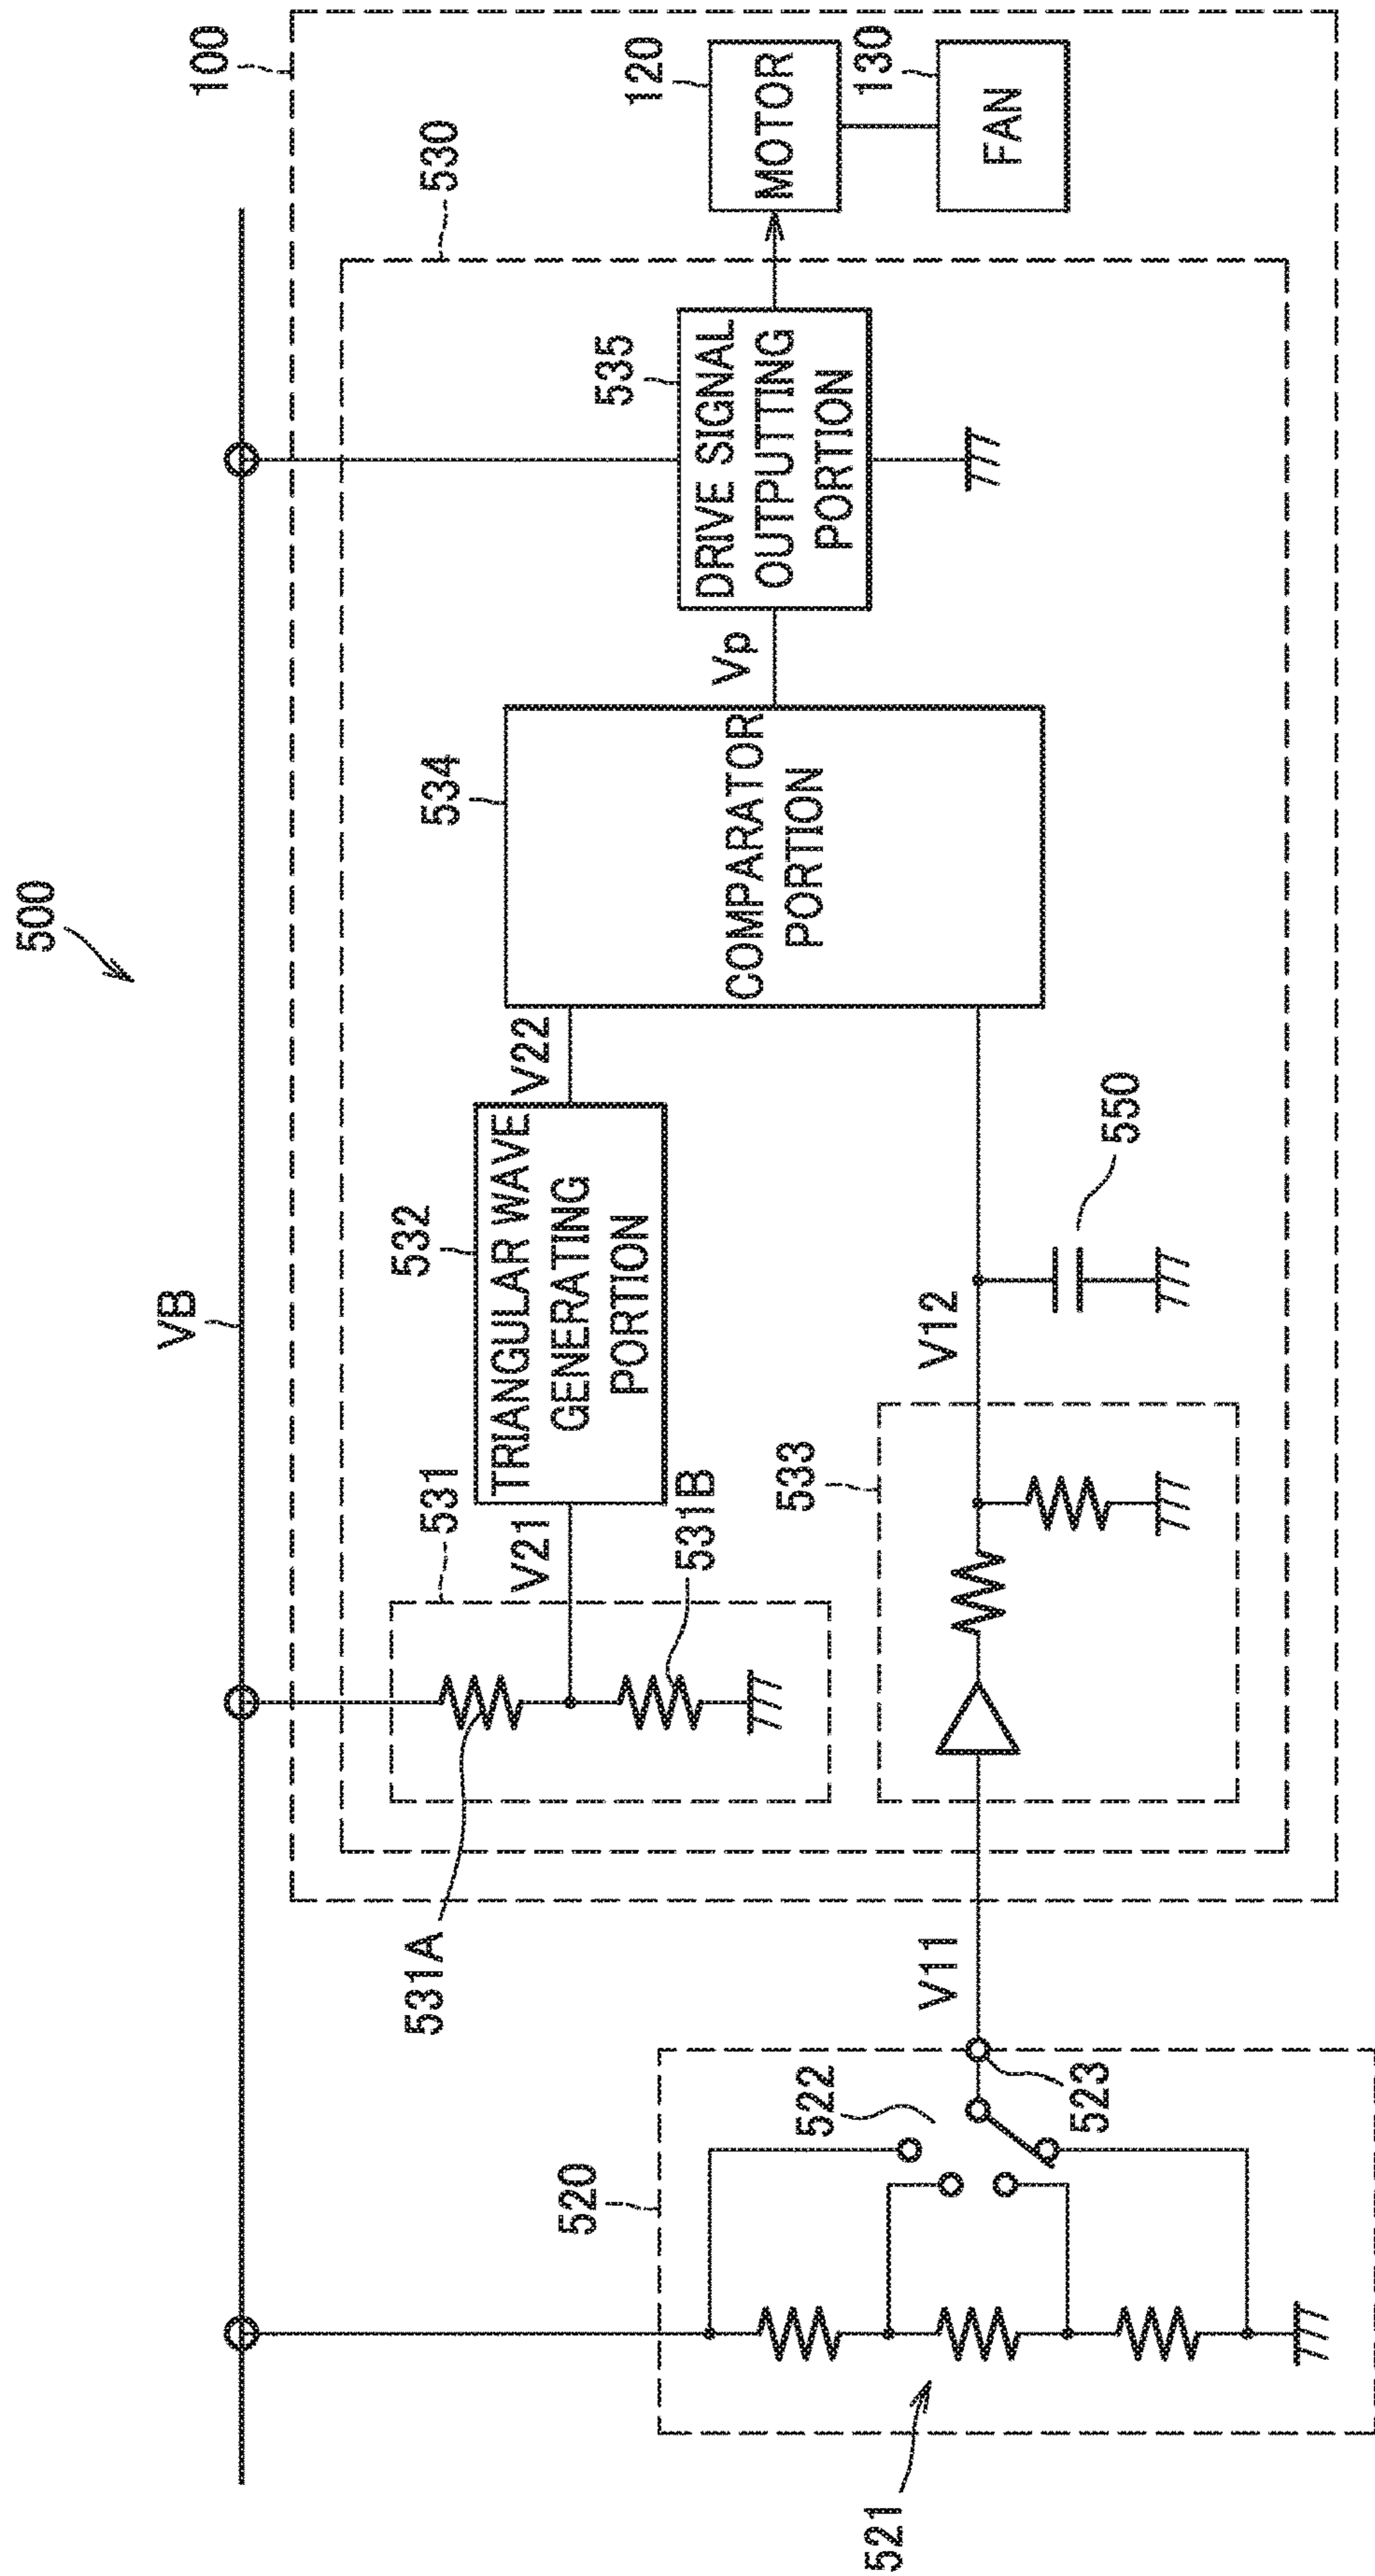 500
VB
100
530
120
MOTOR
130
FAN
535
DRIVE SIGNAL
OUTPUTTING
PORTION
Vp
534
COMPARATOR
PORTION
V22
532
TRIANGULAR WAVE
GENERATING
PORTION
V21
531
531A
531B
533
V12
550
V11
520
522
523
521